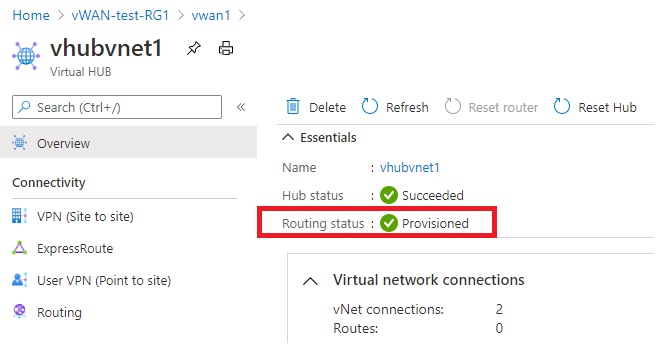 Home > vWAN-test-RG1 > vwan1 >
vhubvnet1
Virtual HUB
Search (Ctrl+/)
«
Overview
Connectivity
VPN (Site to site)
ExpressRoute
User VPN (Point to site)
Routing
Delete Refresh Reset router Reset Hub
Essentials
Name : vhubvnet1
Hub status : Succeeded
Routing status : Provisioned
Virtual network connections
vNet connections: 2
Routes: 0